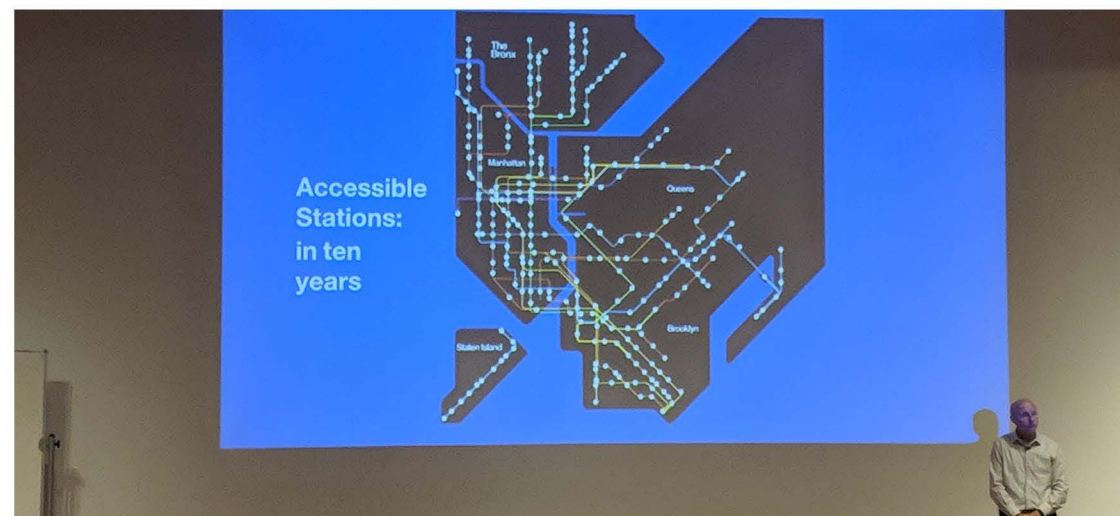 The
Bronx
Manhattan
Accessible
Stations:
in ten
years
Queens
Brooklyn
Staten Island